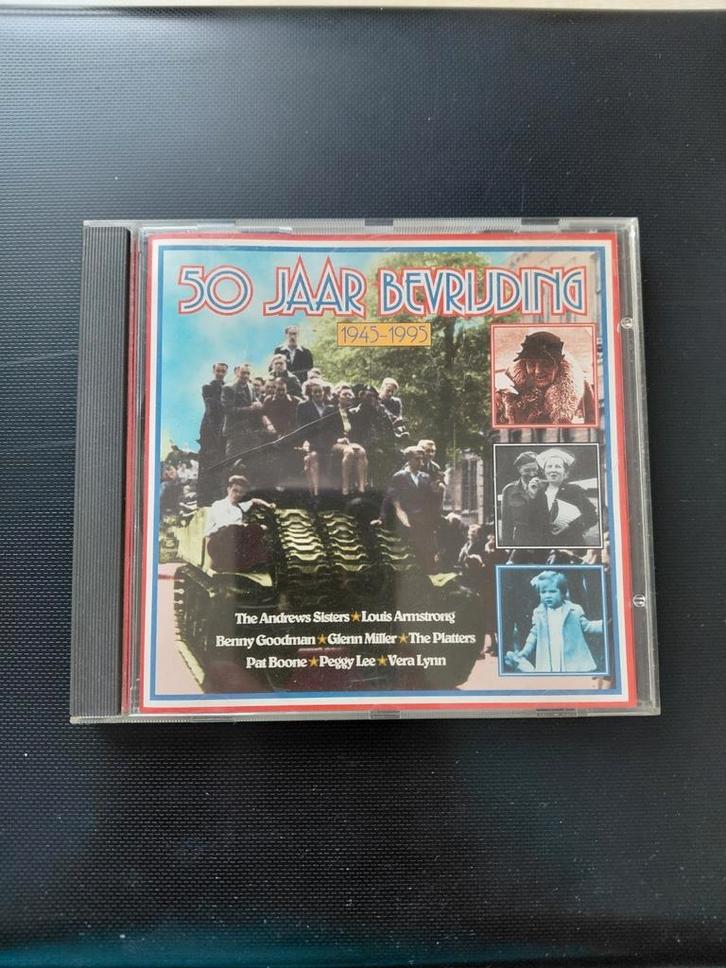 50 JAAR BEVRIJDING
1945-1995
The Andrews Sisters ★ Louis Armstrong
Benny Goodman ★ Glenn Miller ★ The Platters
Pat Boone ★ Peggy Lee ★ Vera Lynn